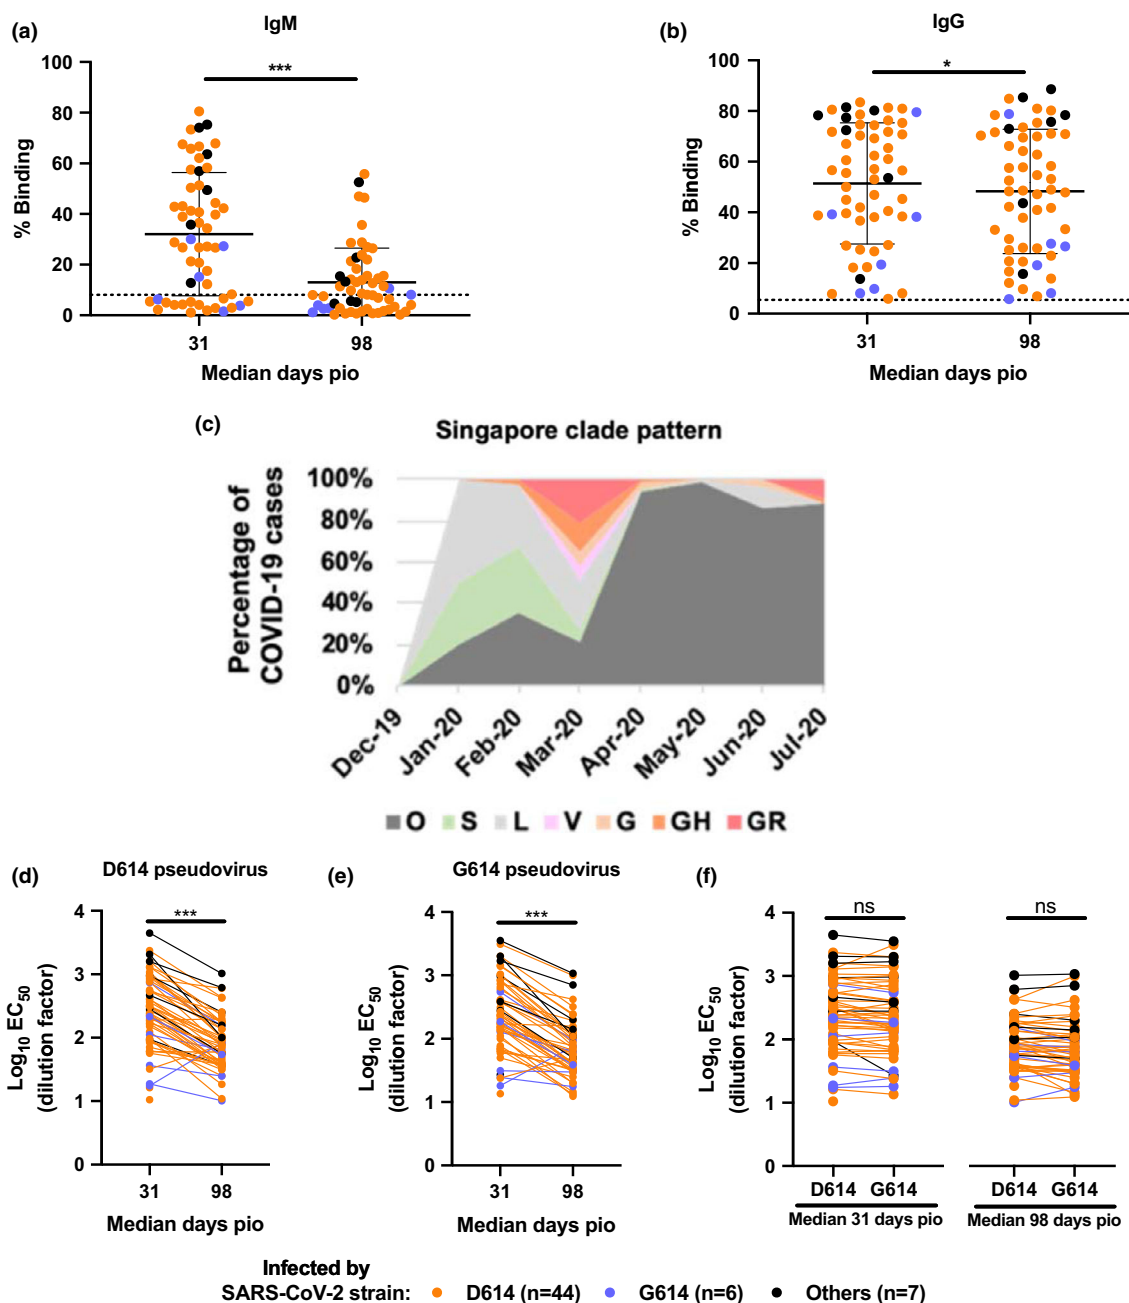 (a)
IgM
***
% Binding
100
80
60
40
20
0
31
98
Median days pio
(b)
IgG
*
% Binding
100
80
60
40
20
0
31
98
Median days pio
(c)
Singapore clade pattern
Percentage of
COVID-19 cases
100%
80%
60%
40%
20%
0%
Dec-19
Jan-20
Feb-20
Mar-20
Apr-20
May-20
Jun-20
Jul-20
O S L V G GH GR
(d)
D614 pseudovirus
***
Log10 EC50
(dilution factor)
4
3
2
1
0
31
98
Median days pio
(e)
G614 pseudovirus
***
Log10 EC50
(dilution factor)
4
3
2
1
0
31
98
Median days pio
(f)
ns
ns
Log10 EC50
(dilution factor)
4
3
2
1
0
D614 G614
D614 G614
Median 31 days pio
Median 98 days pio
Infected by
SARS-CoV-2 strain: D614 (n=44) G614 (n=6) Others (n=7)